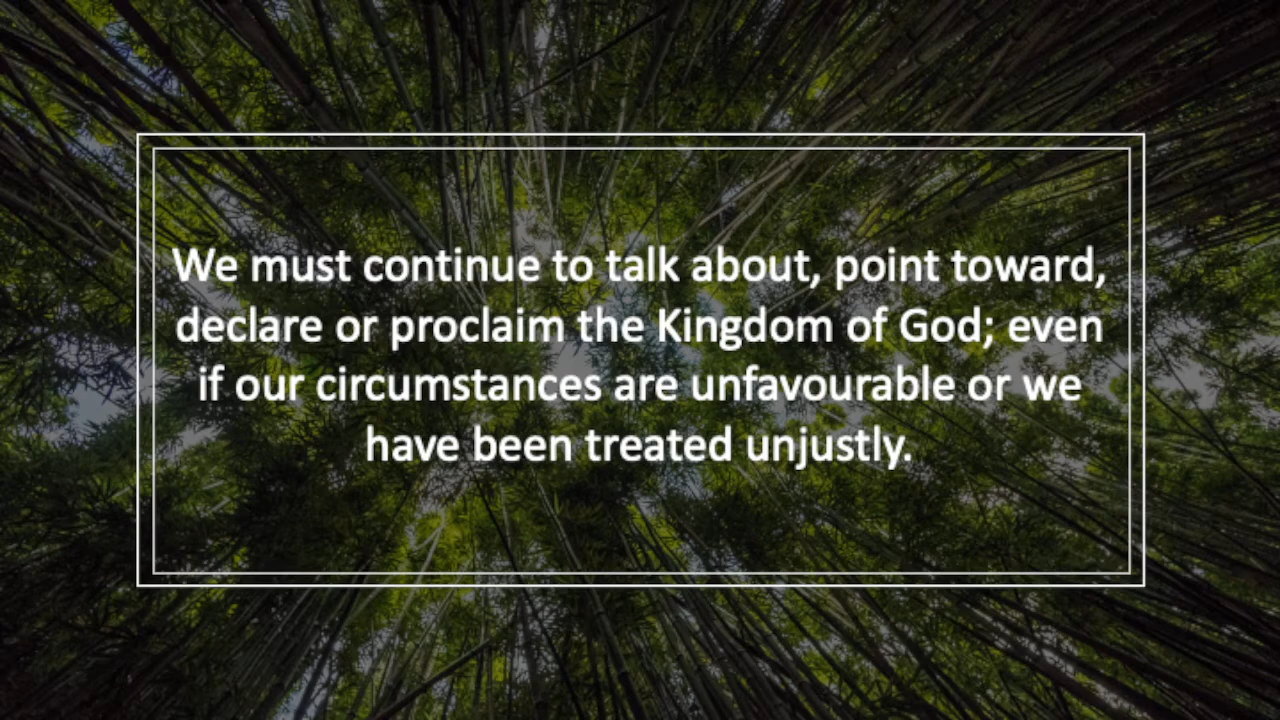 We must continue to talk about, point toward,
declare or proclaim the Kingdom of God; even
if our circumstances are unfavourable or we
have been treated unjustly.